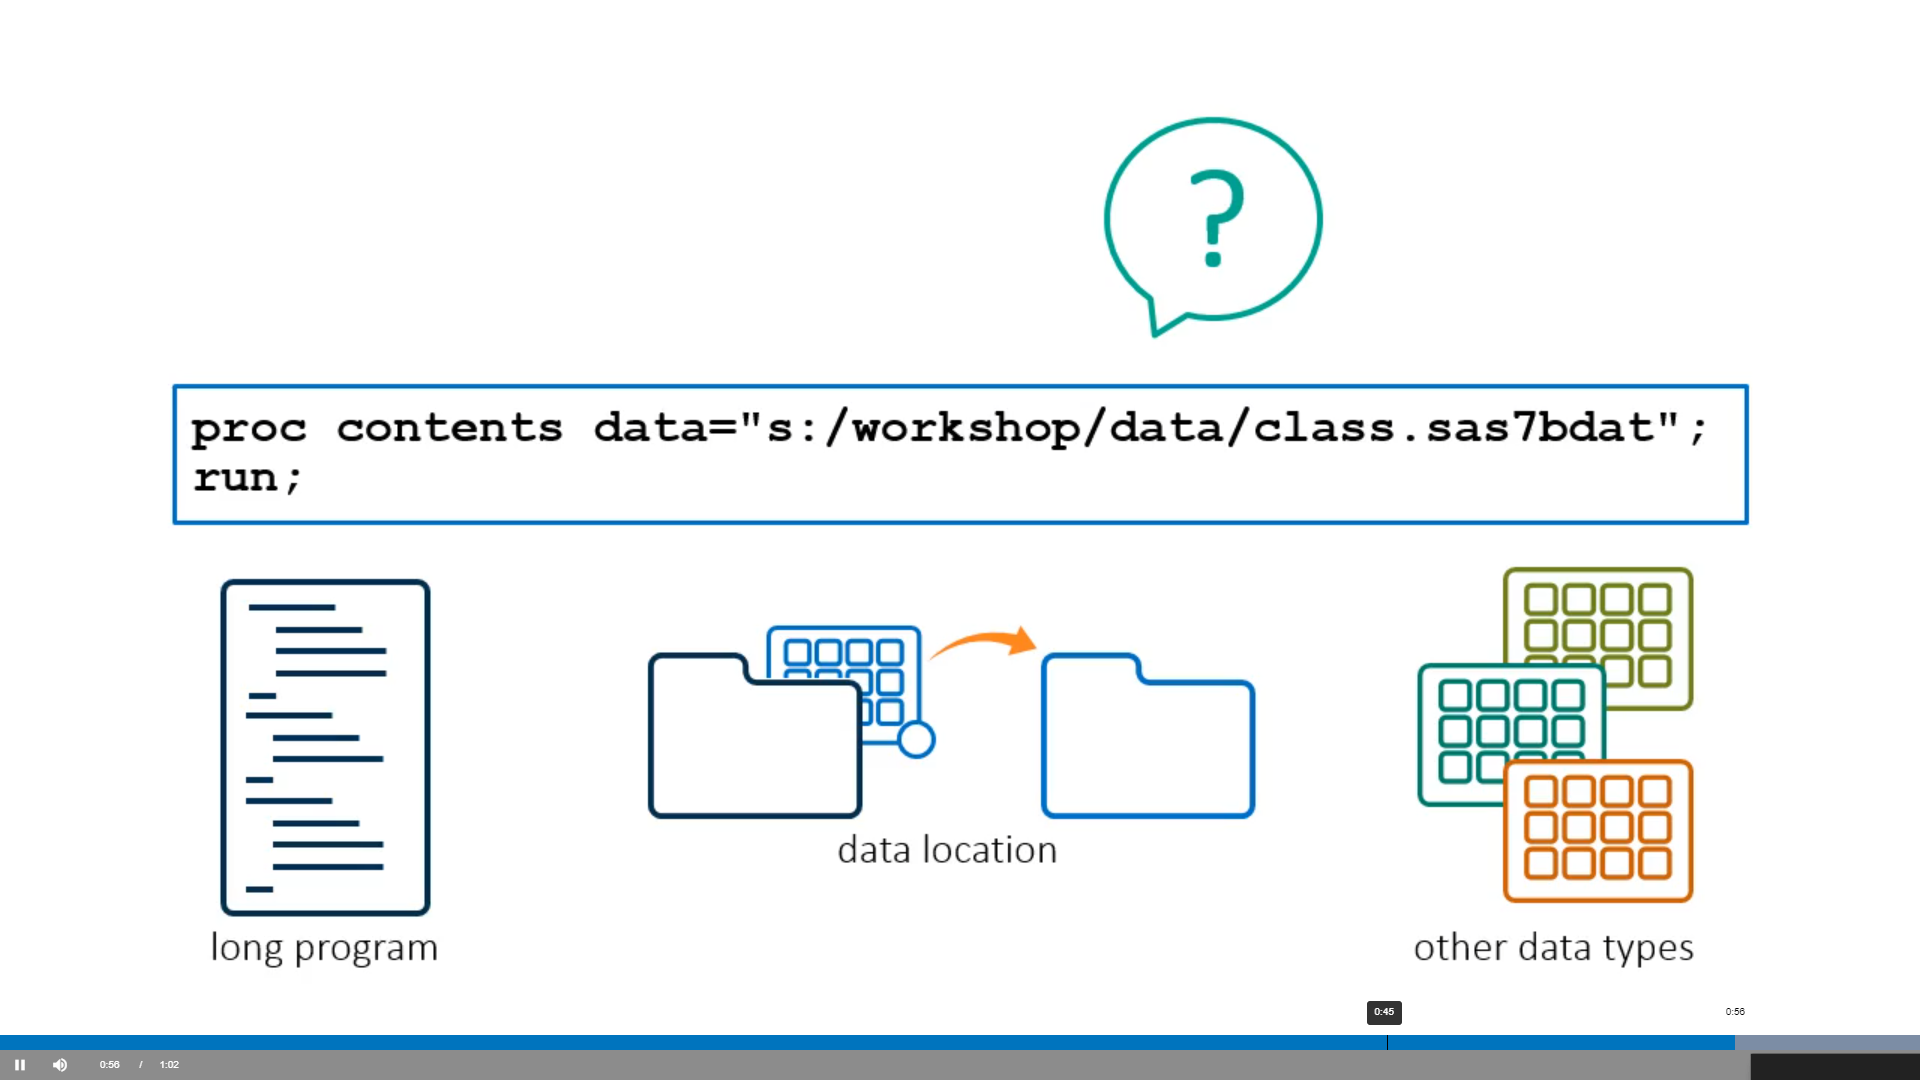 ?
proc contents data="s:/workshop/data/class.sas7bdat";
run;
data location
long program
other data types
0:45
0:56
0:56 / 1:02